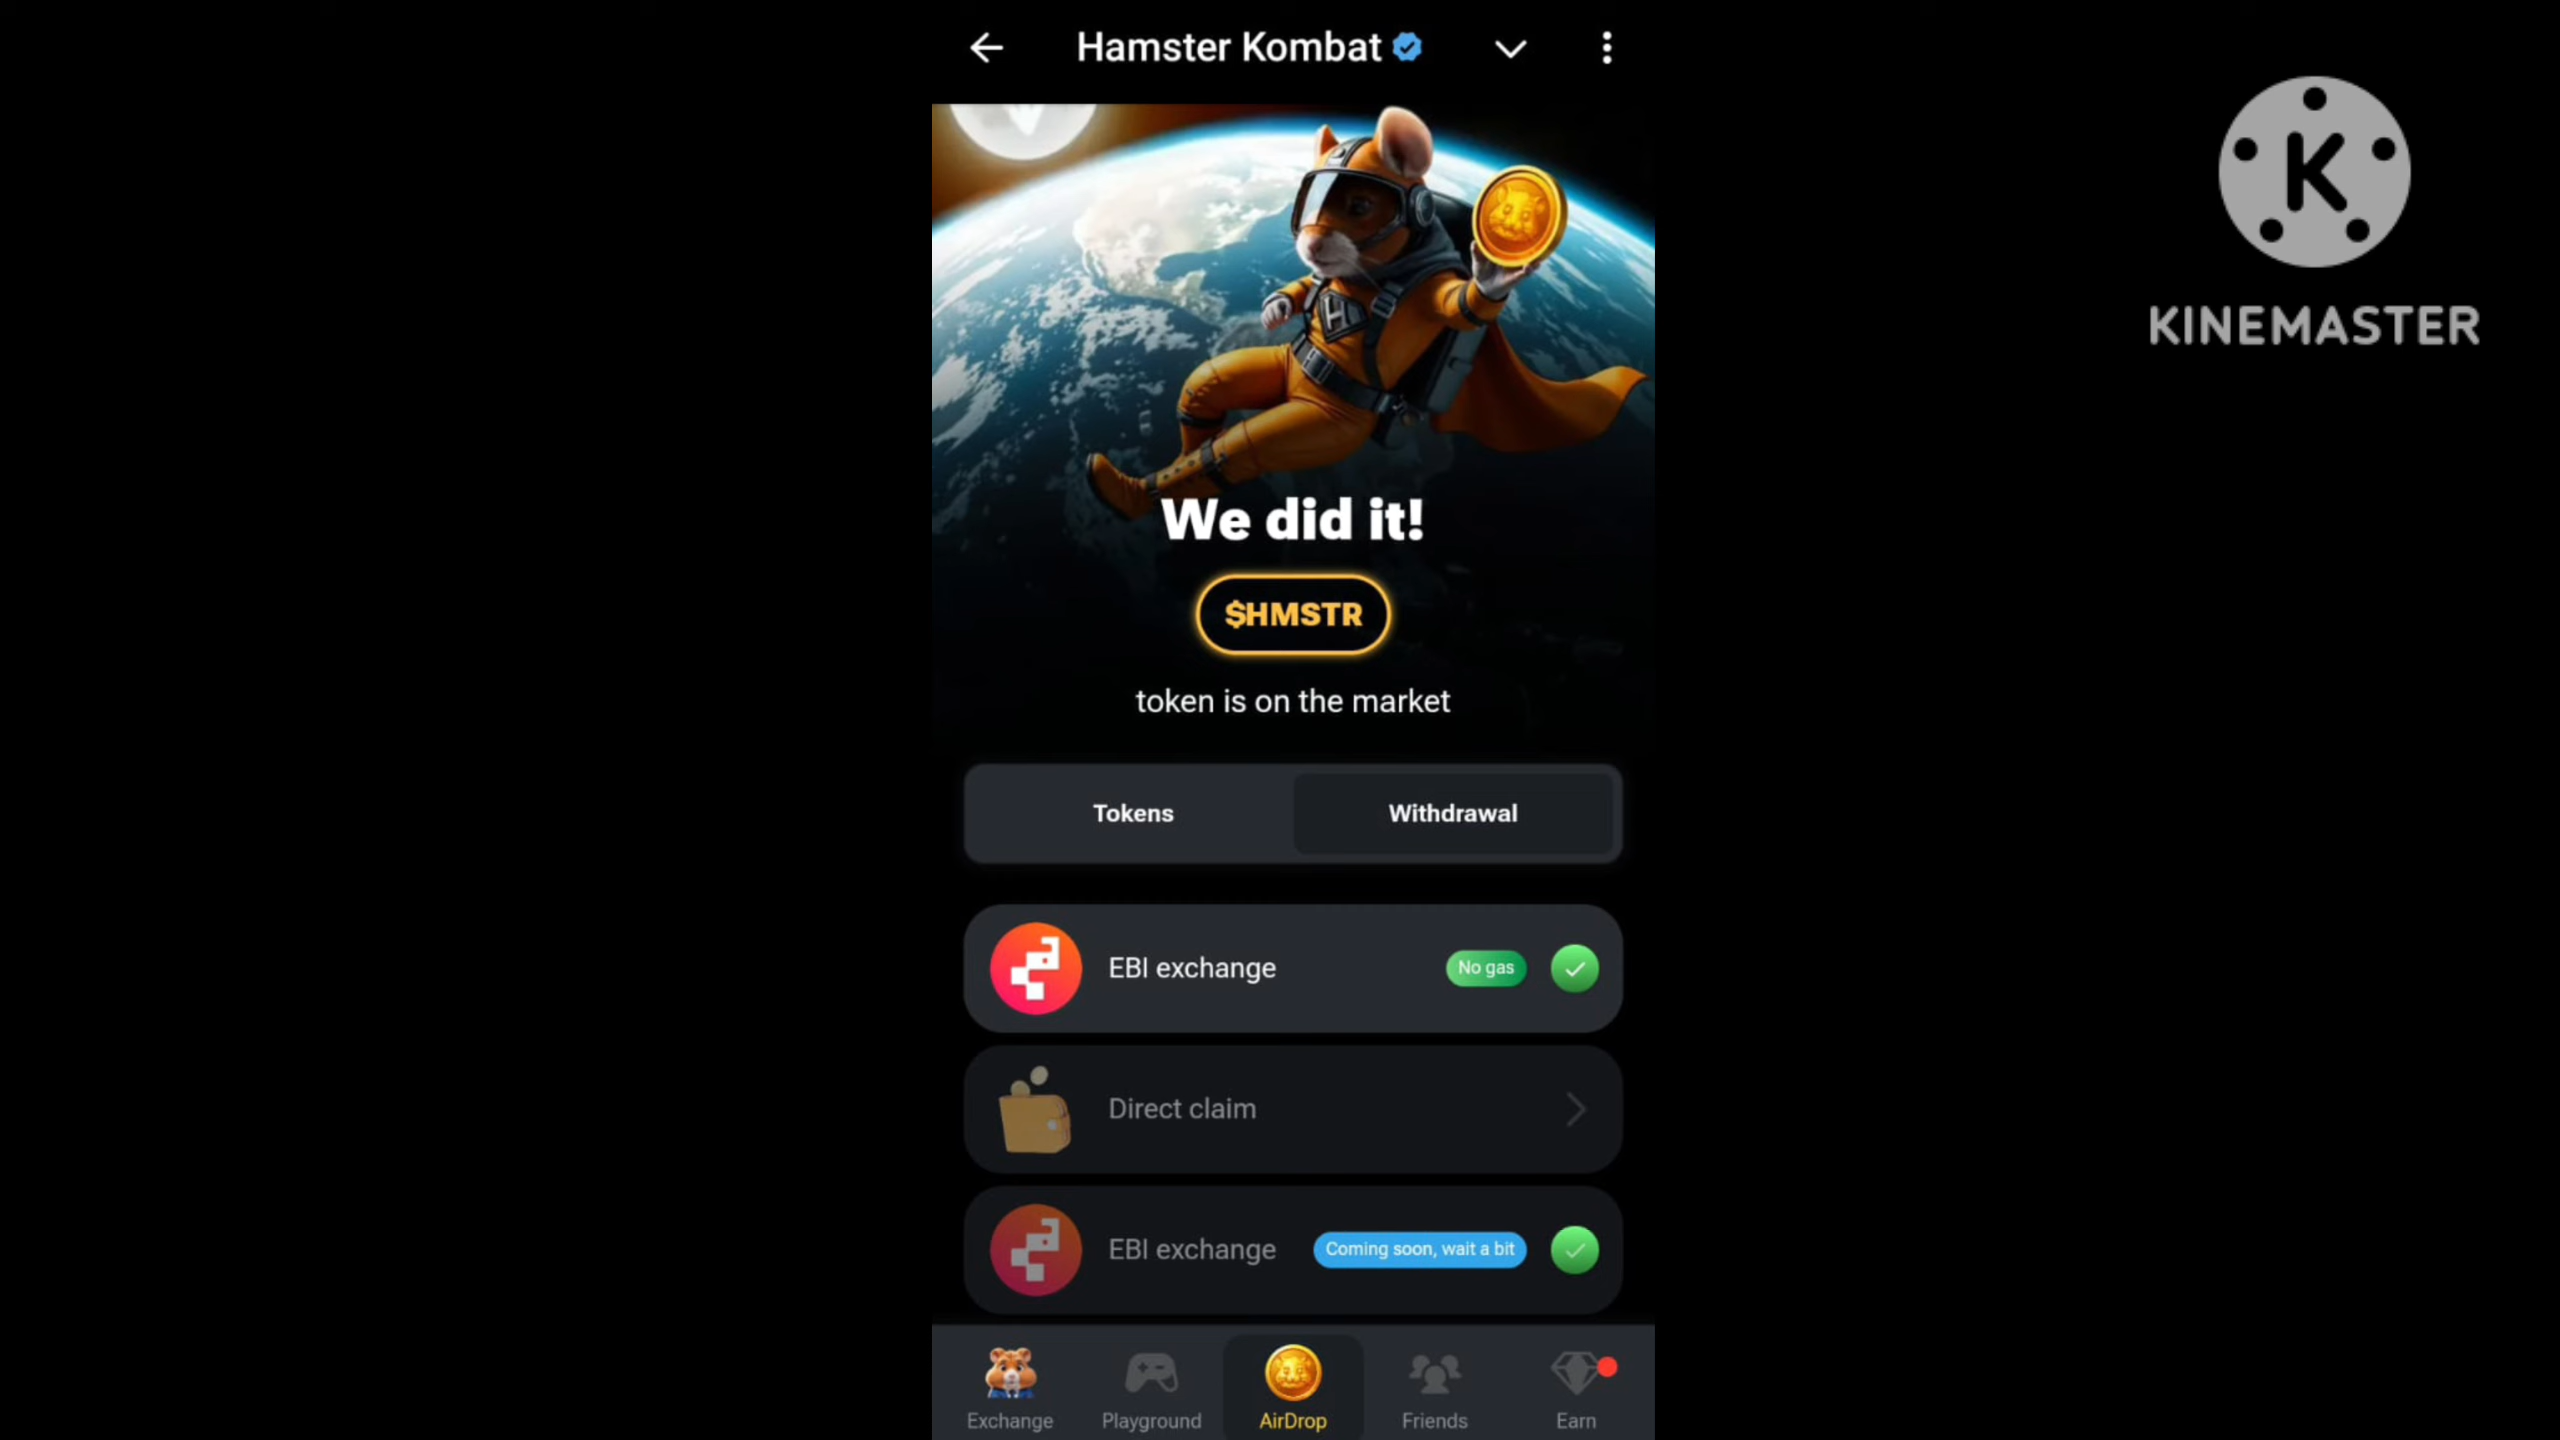 Hamster Kombat
K
KINEMASTER
H
We did it!
$HMSTR
token is on the market
Tokens
Withdrawal
EBI exchange
No gas
Direct claim
EBI exchange
Coming soon, wait a bit
Exchange
Playground
AirDrop
Friends
Earn